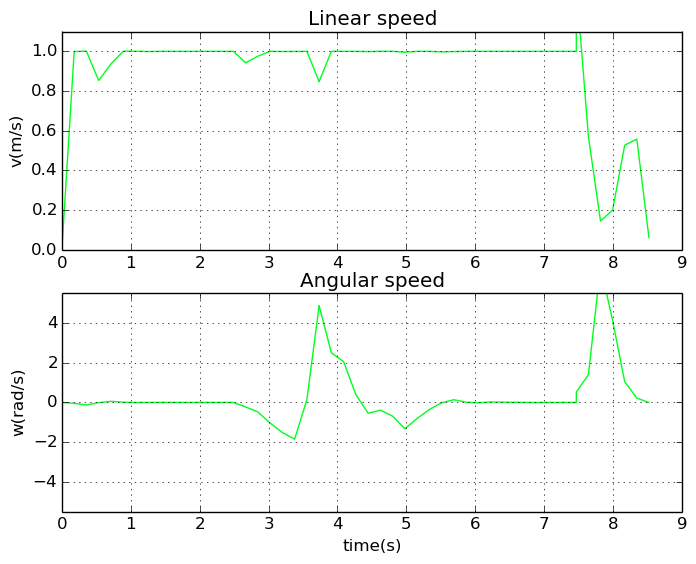 Linear speed
1.0
0.8
0.6
0.4
0.2
0.0
v(m/s)
0 1 2 3 4 5 6 7 8 9
Angular speed
4
2
0
−2
−4
w(rad/s)
0 1 2 3 4 5 6 7 8 9
time(s)